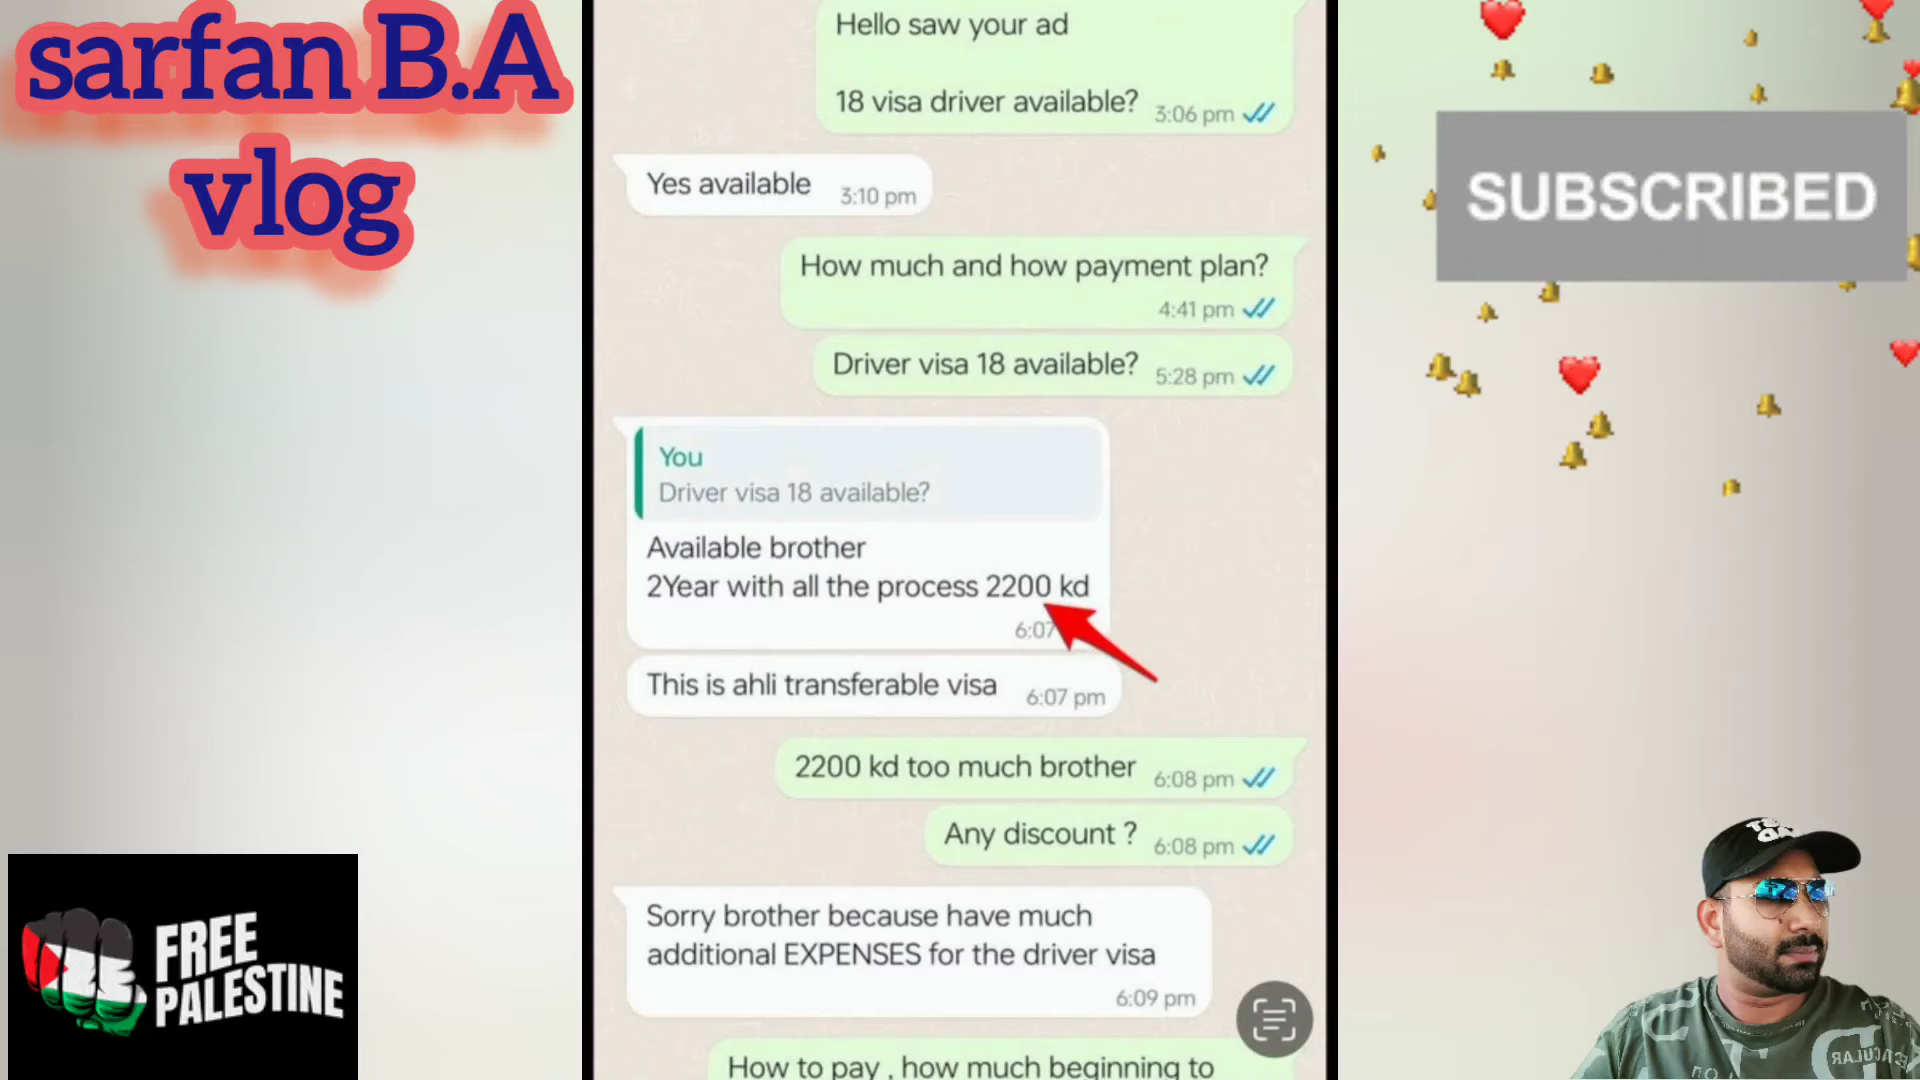 sarfan B.A
vlog
Hello saw your ad
18 visa driver available?
3:06 pm
Yes available
3:10 pm
How much and how payment plan?
4:41 pm
Driver visa 18 available?
5:28 pm
You
Driver visa 18 available?
Available brother
2Year with all the process 2200 kd
6:07
This is ahli transferable visa
6:07 pm
2200 kd too much brother
6:08 pm
Any discount ?
6:08 pm
Sorry brother because have much
additional EXPENSES for the driver visa
6:09 pm
How to pay , how much beginning to
SUBSCRIBED
FREE
PALESTINE